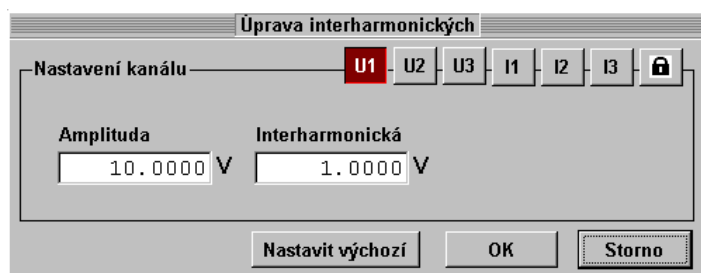 Úprava interharmonických
Nastavení kanálu U1 U2 U3 I1 I2 I3
Amplituda Interharmonická
10.0000 V 1.0000 V
Nastavit výchozí OK Storno